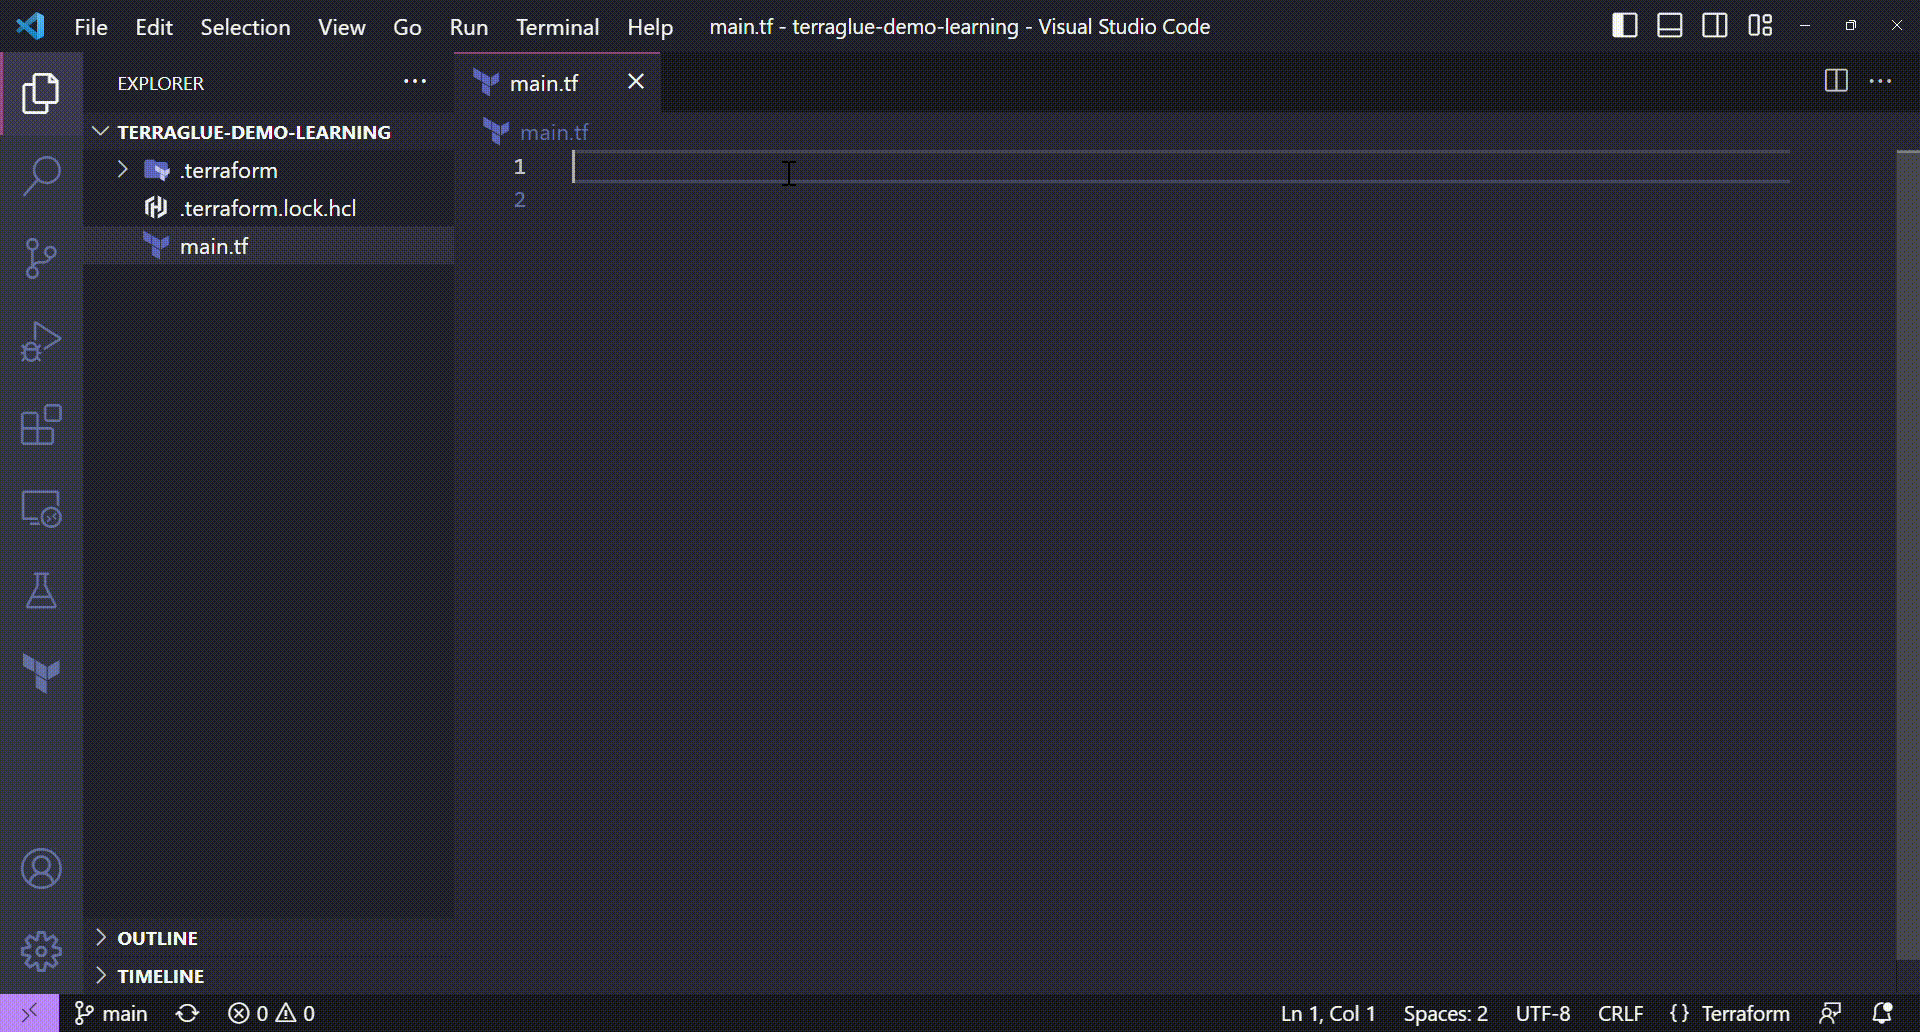 File Edit Selection View Go Run Terminal Help main.tf - terraglue-demo-learning - Visual Studio Code
EXPLORER
main.tf
TERRAGLUE-DEMO-LEARNING
main.tf
.terraform
1
.terraform.lock.hcl
2
main.tf
OUTLINE
TIMELINE
main 0 0 Ln 1, Col 1 Spaces: 2 UTF-8 CRLF {} Terraform